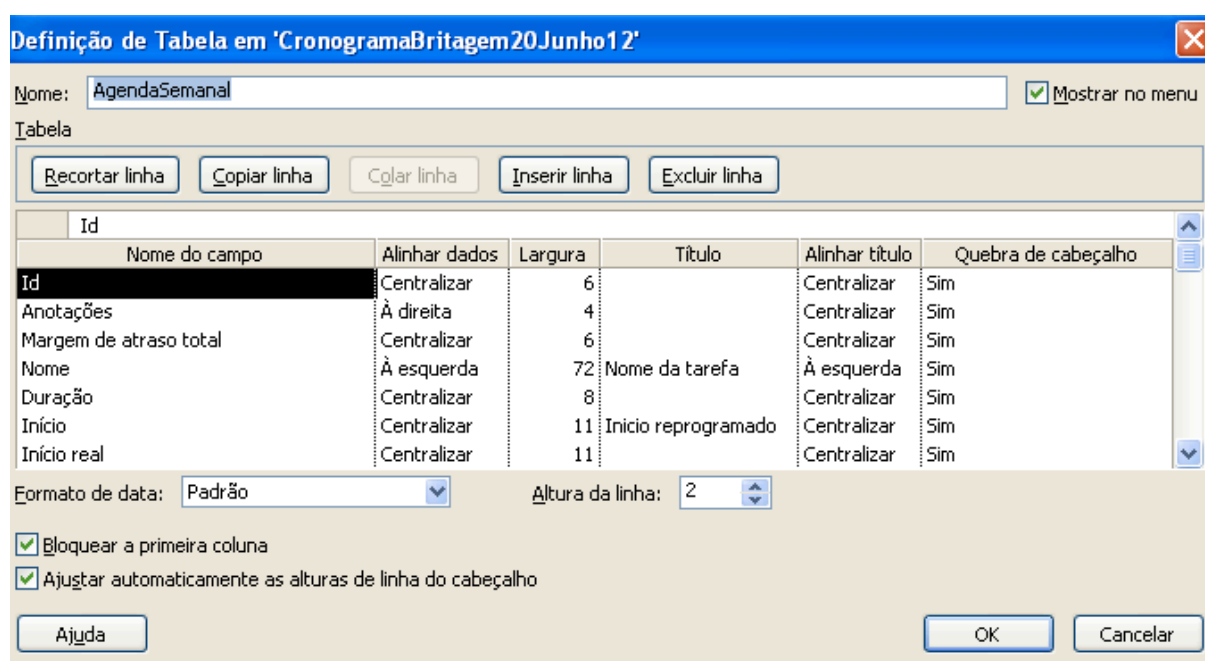 Definição de Tabela em 'CronogramaBritagem20Junho12'
Nome: AgendaSemanal Mostrar no menu
Tabela
Recortar linha Copiar linha Colar linha Inserir linha Excluir linha
Id
Nome do campo Alinhar dados Largura Título Alinhar título Quebra de cabeçalho
Id Centralizar 6 Centralizar Sim
Anotações À direita 4 Centralizar Sim
Margem de atraso total Centralizar 6 Centralizar Sim
Nome À esquerda 72 Nome da tarefa À esquerda Sim
Duração Centralizar 8 Centralizar Sim
Início Centralizar 11 Inicio reprogramado Centralizar Sim
Início real Centralizar 11 Centralizar Sim
Formato de data: Padrão Altura da linha: 2
Bloquear a primeira coluna
Ajustar automaticamente as alturas de linha do cabeçalho
Ajuda OK Cancelar